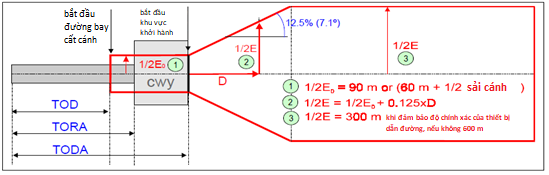 bắt đầu
đường bay
cất cánh
bắt đầu
khu vực
khởi hành
12.5% (7.1°)
1/2E
3
1/2E
2
1/2E₀ 1
cwy
D
TOD
TORA
TODA
1 1/2E₀ = 90 m or (60 m + 1/2 sải cánh )
2 1/2E = 1/2E₀ + 0.125xD
3 1/2E = 300 m khi đảm bảo độ chính xác của thiết bị
dẫn đường, nếu không 600 m